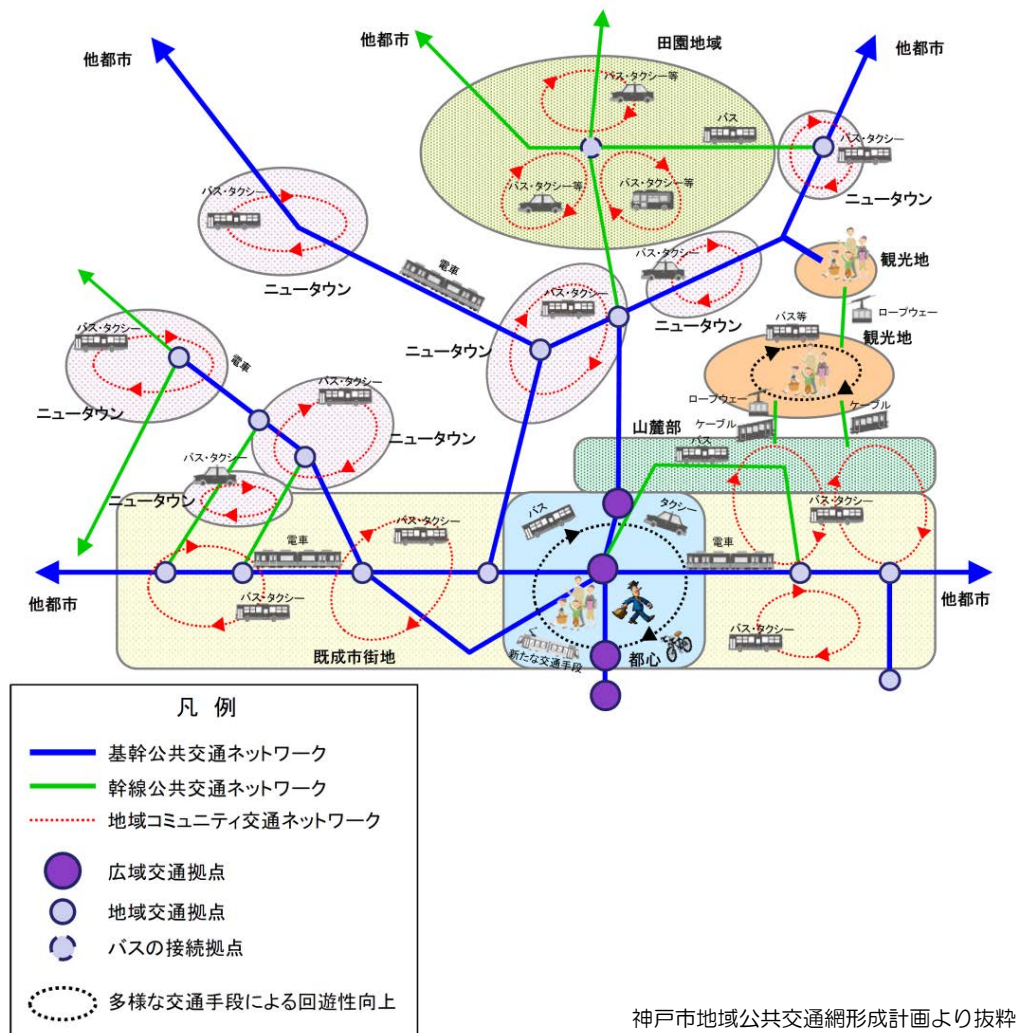 他都市
他都市
田園地域
他都市
バス・タクシー等
バス
バス・タクシー
バス・タクシー
バス・タクシー等
バス・タクシー等
ニュータウン
ニュータウン
電車
バス・タクシー
観光地
バス・タクシー
ロープウェー
バス等
観光地
ニュータウン
ニュータウン
バス・タクシー
電車
ニュータウン
バス・タクシー
ニュータウン
ロープウェー
ケーブル
ケーブル
山麓部
バス
バス・タクシー
ニュータウン
バス
タクシー
バス・タクシー
バス・タクシー
電車
電車
他都市
他都市
バス・タクシー
バス・タクシー
新たな交通手段
都心
既成市街地
凡 例
基幹公共交通ネットワーク
幹線公共交通ネットワーク
地域コミュニティ交通ネットワーク
広域交通拠点
地域交通拠点
バスの接続拠点
多様な交通手段による回遊性向上
神戸市地域公共交通網形成計画より抜粋